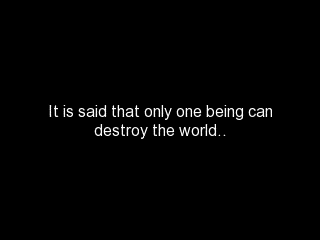 It is said that only one being can
destroy the world..